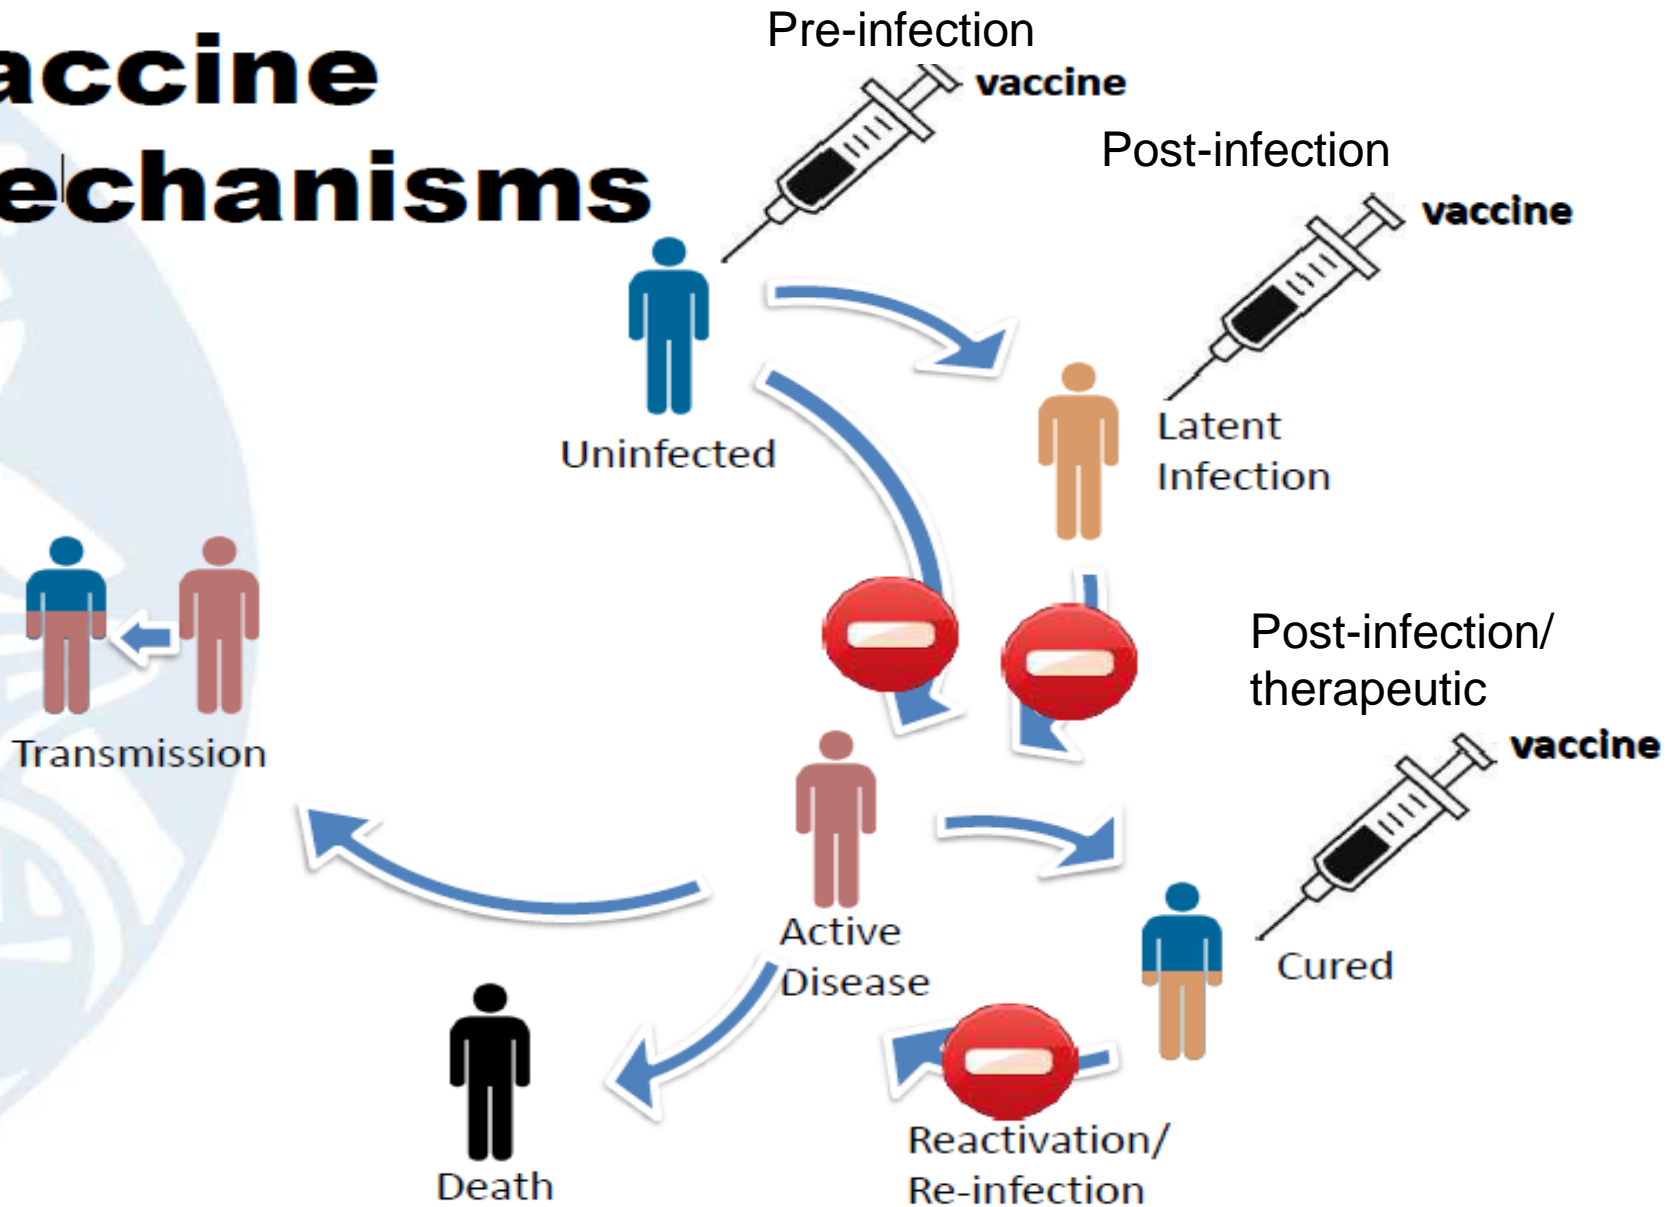 accine
echanisms
Pre-infection
vaccine
Post-infection
vaccine
Uninfected
Latent
Infection
Post-infection/
therapeutic
vaccine
Transmission
Active
Disease
Cured
Death
Reactivation/
Re-infection